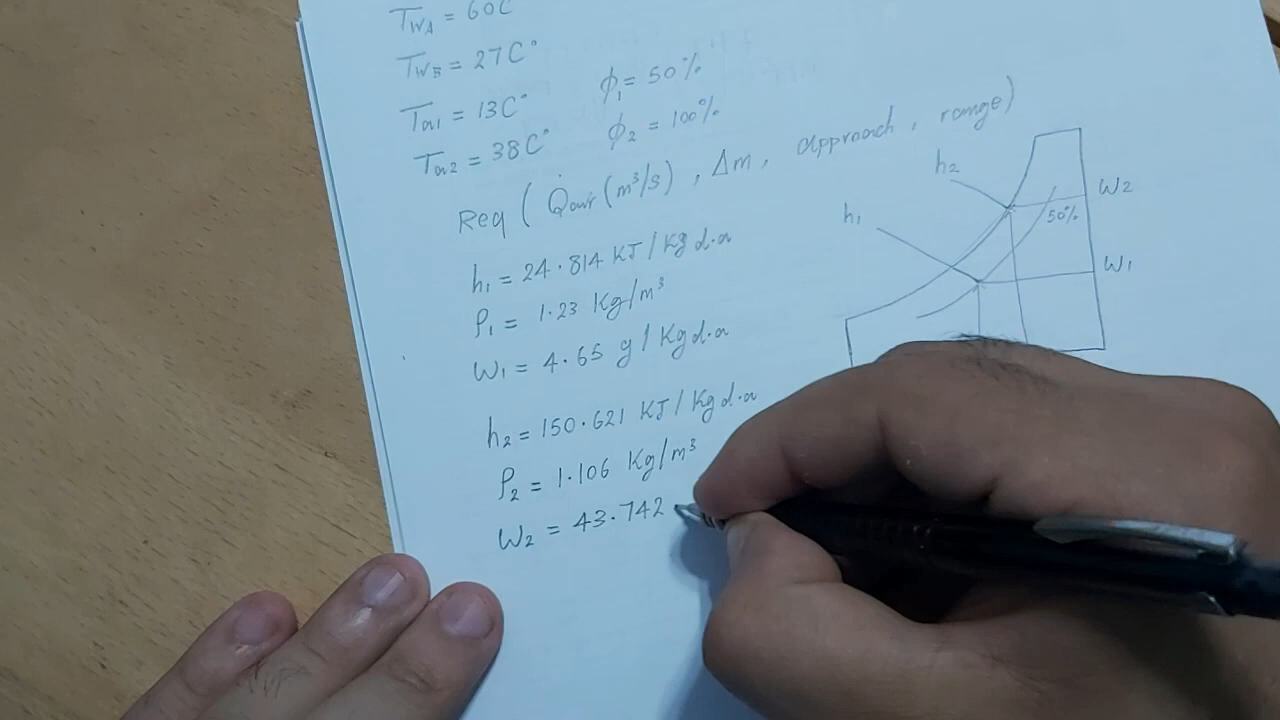 T_WA = 60C
T_WB = 27C°
T_a1 = 13C° ϕ1 = 50%
T_a2 = 38C° ϕ2 = 100%
Req ( Q̇air (m³/s) , Δm , approach , range)
h1 = 24.814 KJ/Kg d.a
ρ1 = 1.23 Kg/m³
W1 = 4.65 g/Kg d.a
h2 = 150.621 KJ/Kg d.a
ρ2 = 1.106 Kg/m³
W2 = 43.742
h2
W2
h1
50%
W1